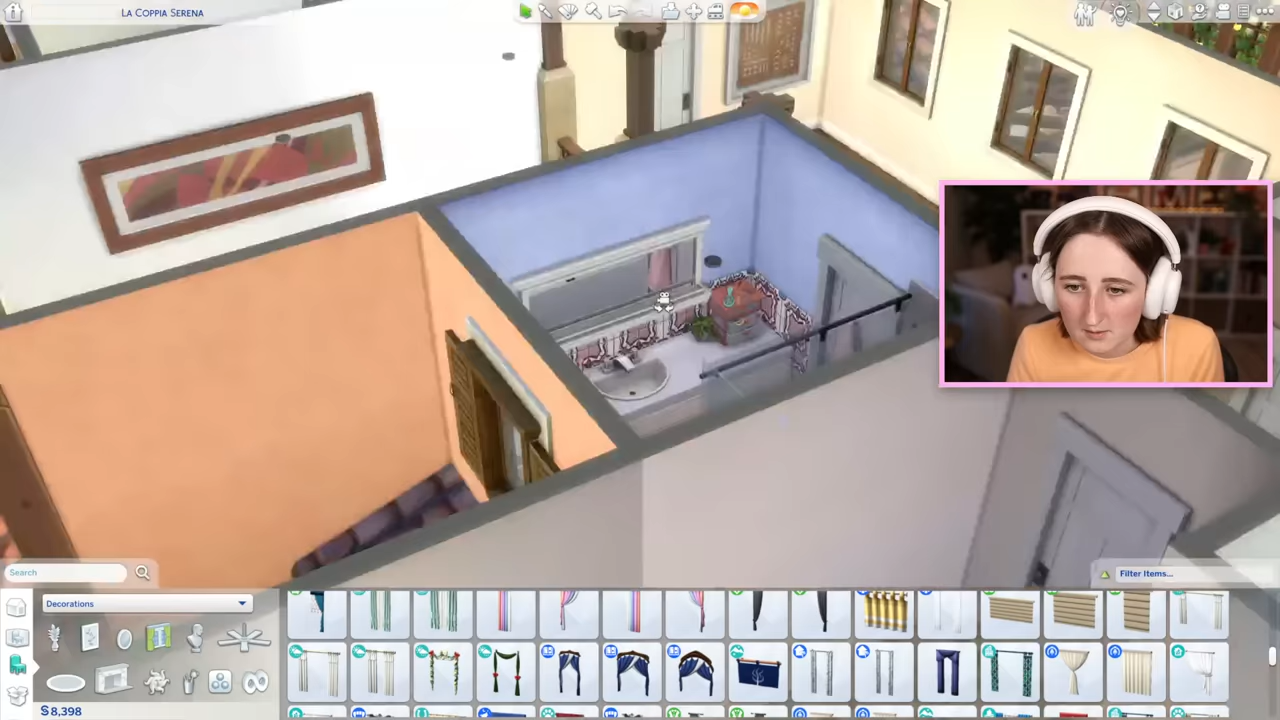 LA COPPIA SERENA
Search
Filter Items...
Decorations
§8,398